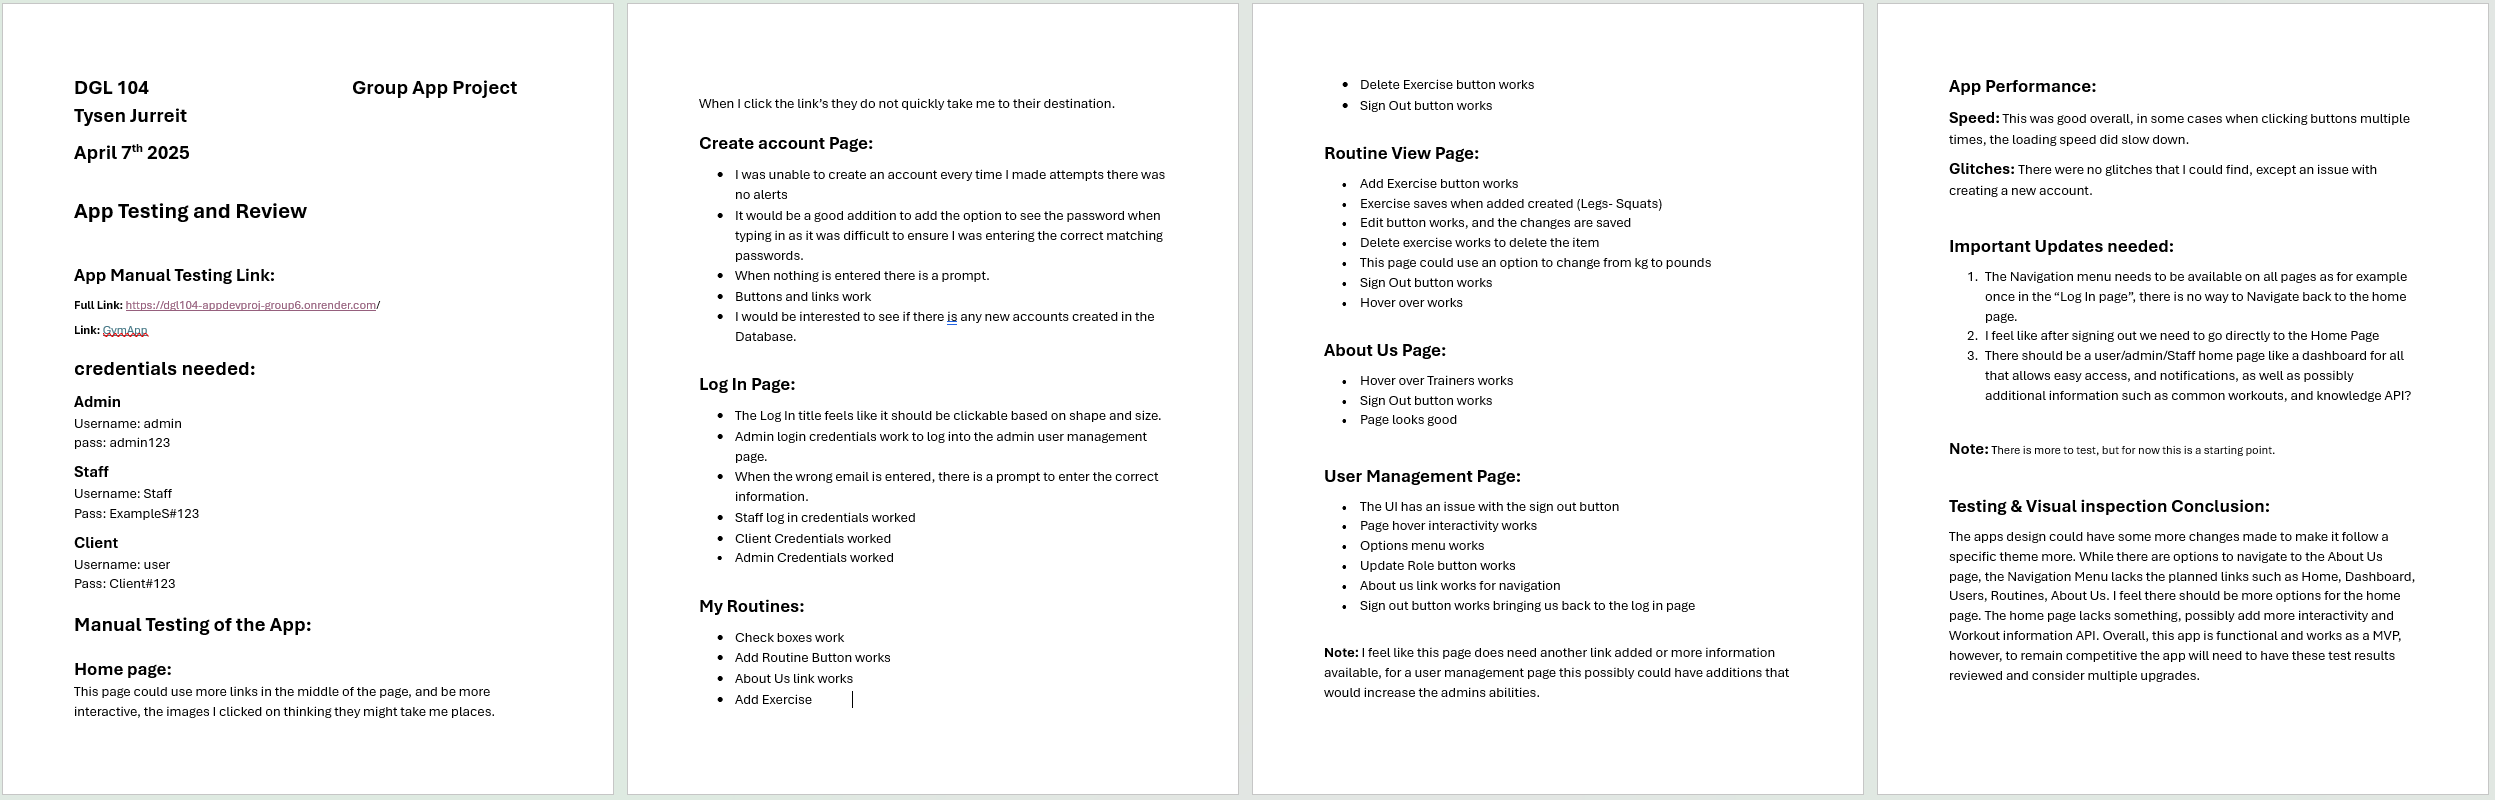 DGL 104 Group App Project
Tysen Jurreit
April 7th 2025
App Testing and Review
App Manual Testing Link:
Full Link: https://dgl104-appdevproj-group6.onrender.com/
Link: GymApp
credentials needed:
Admin
Username: admin
pass: admin123
Staff
Username: Staff
Pass: ExampleS#123
Client
Username: user
Pass: Client#123
Manual Testing of the App:
Home page:
This page could use more links in the middle of the page, and be more
interactive, the images I clicked on thinking they might take me places.
When I click the link's they do not quickly take me to their destination.
Create account Page:
• I was unable to create an account every time I made attempts there was
no alerts
• It would be a good addition to add the option to see the password when
typing in as it was difficult to ensure I was entering the correct matching
passwords.
• When nothing is entered there is a prompt.
• Buttons and links work
• I would be interested to see if there is any new accounts created in the
Database.
Log In Page:
• The Log In title feels like it should be clickable based on shape and size.
• Admin login credentials work to log into the admin user management
page.
• When the wrong email is entered, there is a prompt to enter the correct
information.
• Staff log in credentials worked
• Client Credentials worked
• Admin Credentials worked
My Routines:
• Check boxes work
• Add Routine Button works
• About Us link works
• Add Exercise
• Delete Exercise button works
• Sign Out button works
Routine View Page:
• Add Exercise button works
• Exercise saves when added created (Legs- Squats)
• Edit button works, and the changes are saved
• Delete exercise works to delete the item
• This page could use an option to change from kg to pounds
• Sign Out button works
• Hover over works
About Us Page:
• Hover over Trainers works
• Sign Out button works
• Page looks good
User Management Page:
• The UI has an issue with the sign out button
• Page hover interactivity works
• Options menu works
• Update Role button works
• About us link works for navigation
• Sign out button works bringing us back to the log in page
Note: I feel like this page does need another link added or more information
available, for a user management page this possibly could have additions that
would increase the admins abilities.
App Performance:
Speed: This was good overall, in some cases when clicking buttons multiple
times, the loading speed did slow down.
Glitches: There were no glitches that I could find, except an issue with
creating a new account.
Important Updates needed:
1. The Navigation menu needs to be available on all pages as for example
once in the “Log In page”, there is no way to Navigate back to the home
page.
2. I feel like after signing out we need to go directly to the Home Page
3. There should be a user/admin/Staff home page like a dashboard for all
that allows easy access, and notifications, as well as possibly
additional information such as common workouts, and knowledge API?
Note: There is more to test, but for now this is a starting point.
Testing & Visual inspection Conclusion:
The apps design could have some more changes made to make it follow a
specific theme more. While there are options to navigate to the About Us
page, the Navigation Menu lacks the planned links such as Home, Dashboard,
Users, Routines, About Us. I feel there should be more options for the home
page. The home page lacks something, possibly add more interactivity and
Workout information API. Overall, this app is functional and works as a MVP,
however, to remain competitive the app will need to have these test results
reviewed and consider multiple upgrades.